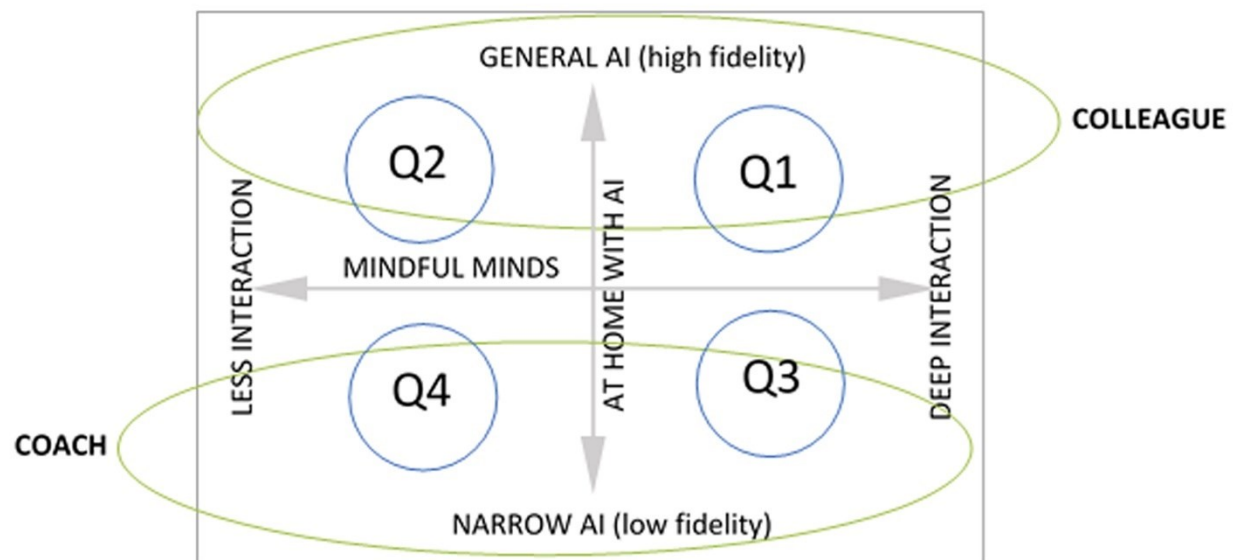 GENERAL AI (high fidelity)
COLLEAGUE
Q2
Q1
LESS INTERACTION
MINDFUL MINDS
AT HOME WITH AI
DEEP INTERACTION
Q4
Q3
COACH
NARROW AI (low fidelity)